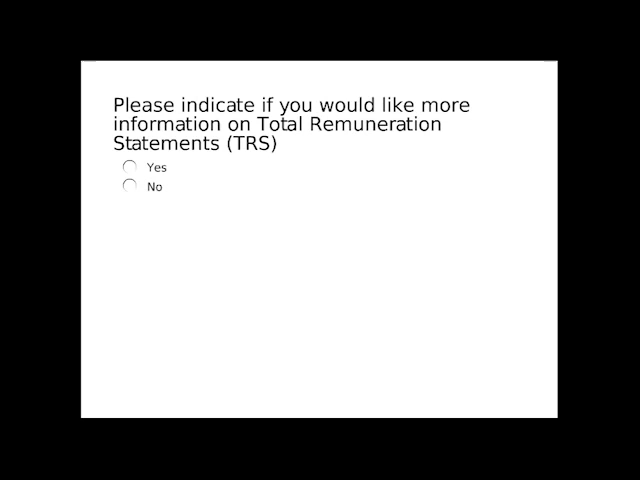 Please indicate if you would like more
information on Total Remuneration
Statements (TRS)
Yes
No